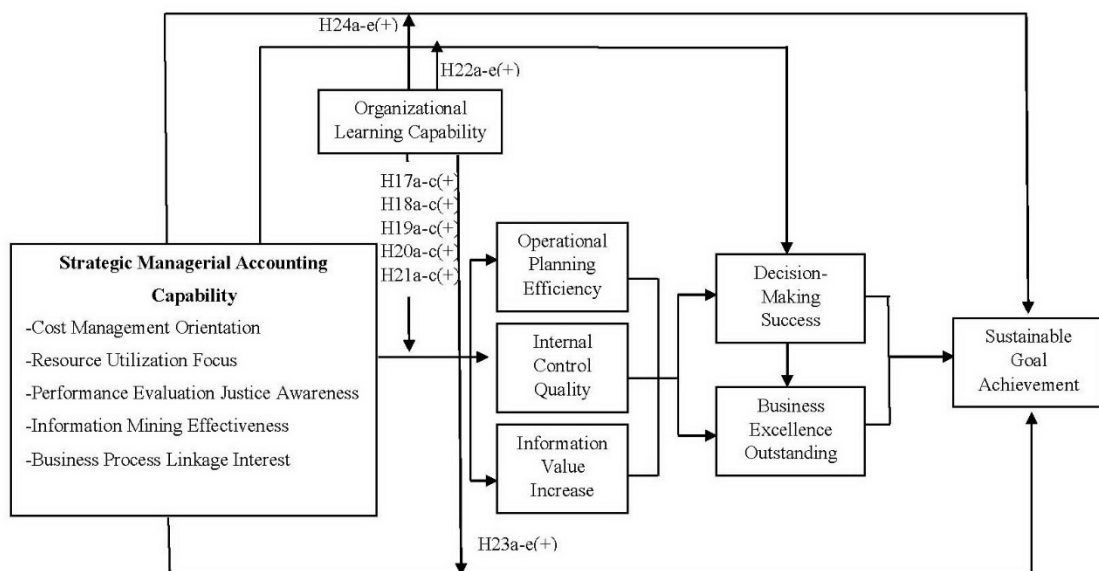 H24a-e(+)
H22a-e(+)
Organizational
Learning Capability
H17a-c(+)
H18a-c(+)
H19a-c(+)
H20a-c(+)
H21a-c(+)
Strategic Managerial Accounting
Capability
-Cost Management Orientation
-Resource Utilization Focus
-Performance Evaluation Justice Awareness
-Information Mining Effectiveness
-Business Process Linkage Interest
Operational
Planning
Efficiency
Internal
Control
Quality
Information
Value
Increase
Decision-
Making
Success
Business
Excellence
Outstanding
Sustainable
Goal
Achievement
H23a-e(+)